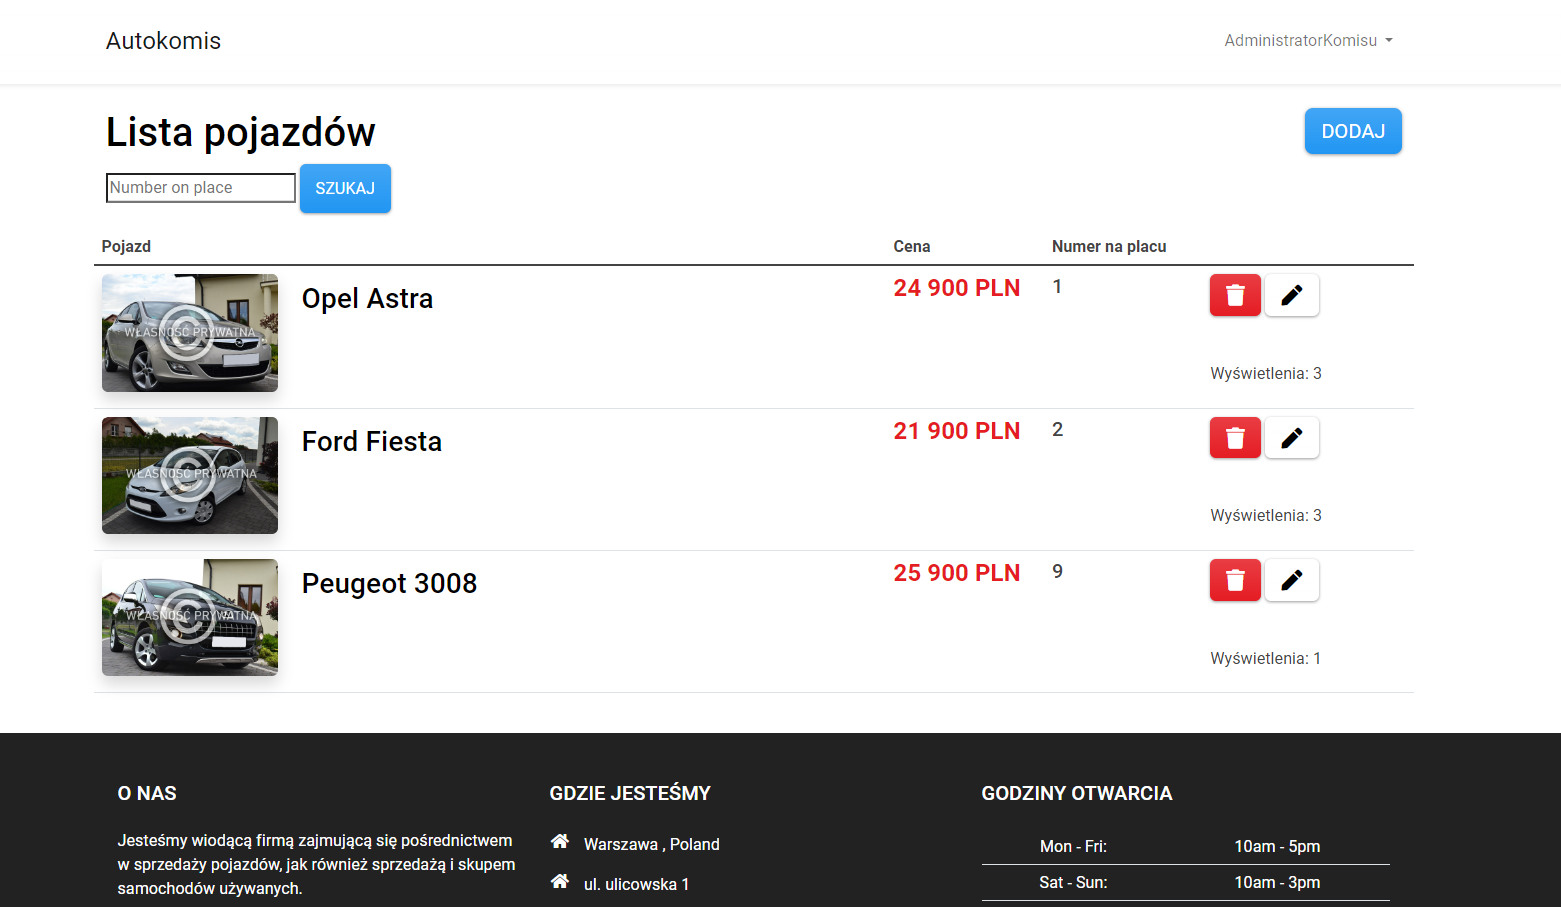 Autokomis
AdministratorKomisu
Lista pojazdów
DODAJ
Number on place
SZUKAJ
Pojazd
Cena
Numer na placu
WŁASNOŚĆ PRYWATNA
Opel Astra
24 900 PLN
1
Wyświetlenia: 3
WŁASNOŚĆ PRYWATNA
Ford Fiesta
21 900 PLN
2
Wyświetlenia: 3
WŁASNOŚĆ PRYWATNA
Peugeot 3008
25 900 PLN
9
Wyświetlenia: 1
O NAS
Jesteśmy wiodącą firmą zajmującą się pośrednictwem
w sprzedaży pojazdów, jak również sprzedażą i skupem
samochodów używanych.
GDZIE JESTEŚMY
Warszawa , Poland
ul. ulicowska 1
GODZINY OTWARCIA
Mon - Fri: 10am - 5pm
Sat - Sun: 10am - 3pm